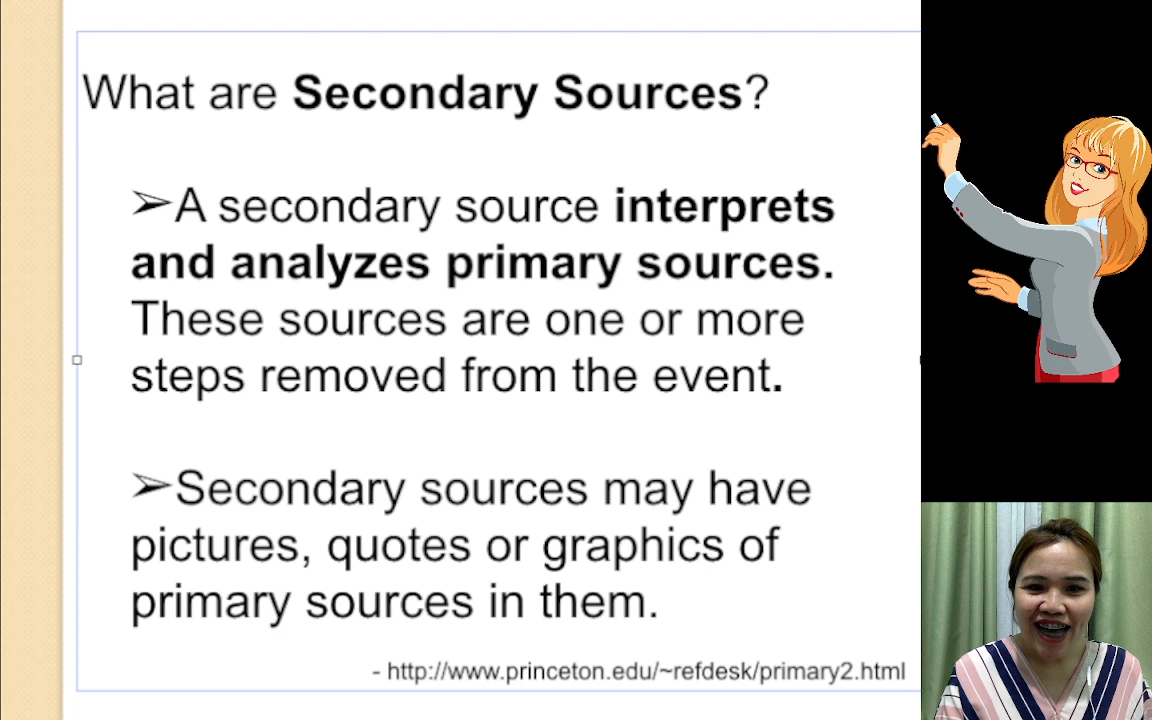 What are Secondary Sources?
➢A secondary source interprets
and analyzes primary sources.
These sources are one or more
steps removed from the event.
➢Secondary sources may have
pictures, quotes or graphics of
primary sources in them.
- http://www.princeton.edu/~refdesk/primary2.html